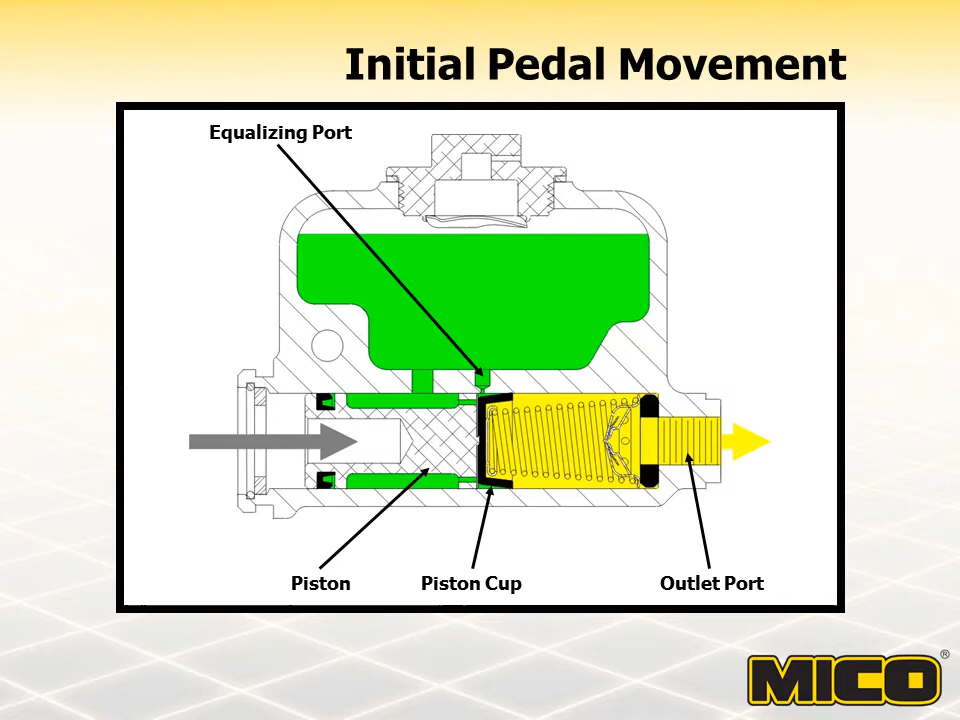 Initial Pedal Movement
Equalizing Port
Piston
Piston Cup
Outlet Port
MICO®